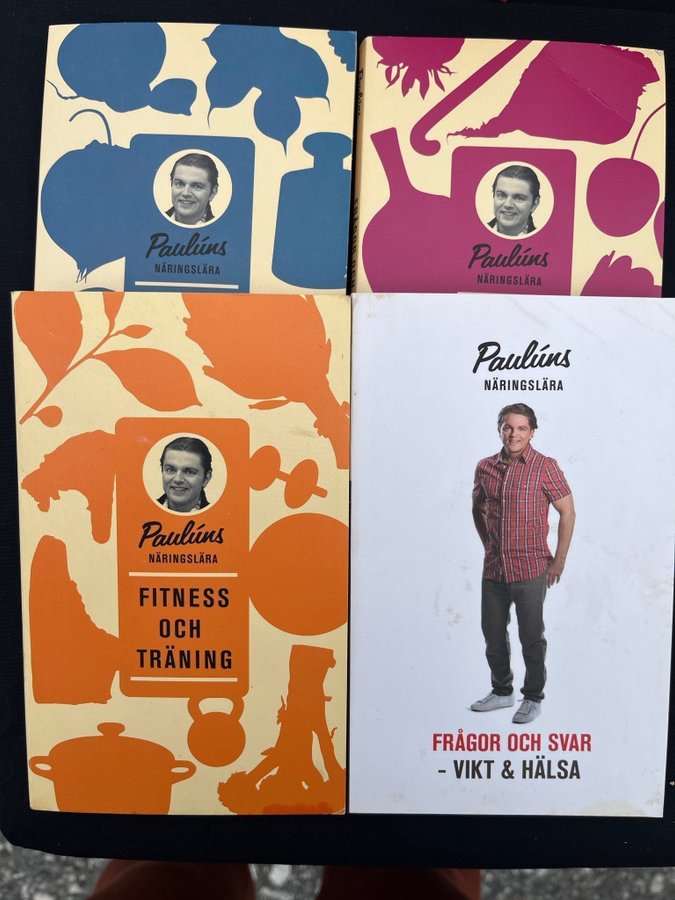 Paulúns
NÄRINGSLÄRA
Paulúns
NÄRINGSLÄRA
Paulúns
NÄRINGSLÄRA
FITNESS
OCH
TRÄNING
Paulúns
NÄRINGSLÄRA
FRÅGOR OCH SVAR
- VIKT & HÄLSA